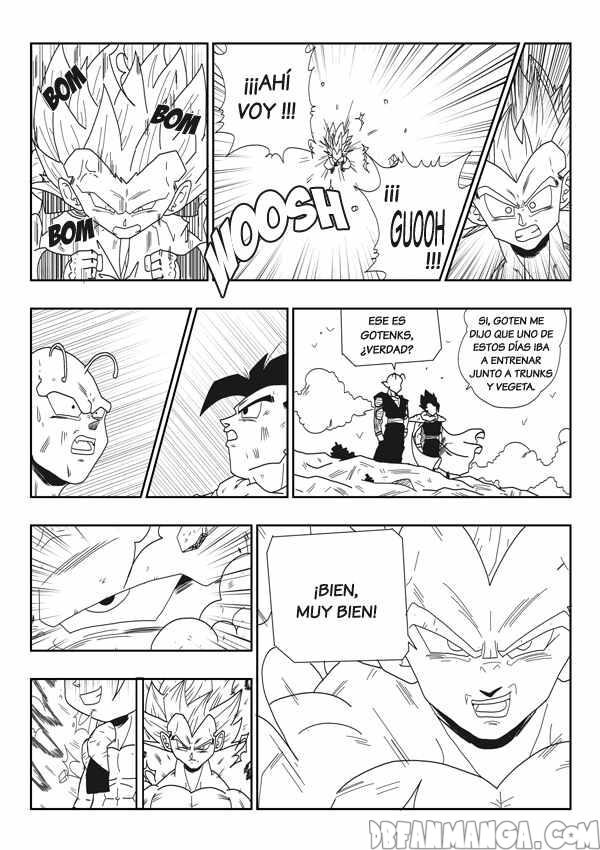 BOM
BOM
BOM
¡¡¡AHÍ
VOY !!!
WOOSH
¡¡¡
GUOOH
!!!
ESE ES
GOTENKS,
¿VERDAD?
SI, GOTEN ME
DIJO QUE UNO DE
ESTOS DÍAS IBA
A ENTRENAR
JUNTO A TRUNKS
Y VEGETA.
¡BIEN,
MUY BIEN!
DBFANMANGA.COM